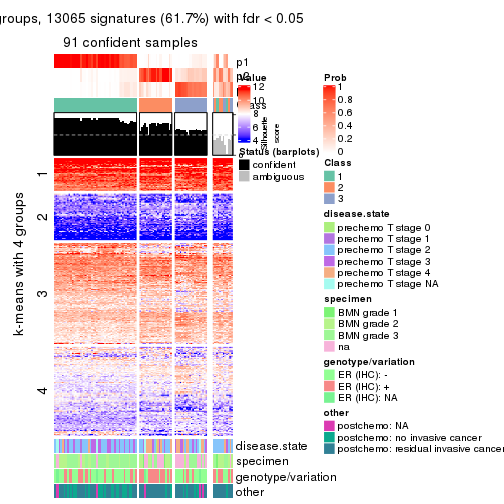 groups, 13065 signatures (61.7%) with fdr < 0.05
91 confident samples
p1
Value
12
10
8
6
4
Silhouette
score
Status (barplots)
confident
ambiguous
Prob
1
0.8
0.6
0.4
0.2
0
Class
1
2
3
disease.state
prechemo T stage 0
prechemo T stage 1
prechemo T stage 2
prechemo T stage 3
prechemo T stage 4
prechemo T stage NA
specimen
BMN grade 1
BMN grade 2
BMN grade 3
na
genotype/variation
ER (IHC): -
ER (IHC): +
ER (IHC): NA
other
postchemo: NA
postchemo: no invasive cancer
postchemo: residual invasive cancer
k-means with 4 groups
1
2
3
4
disease.state
specimen
genotype/variation
other